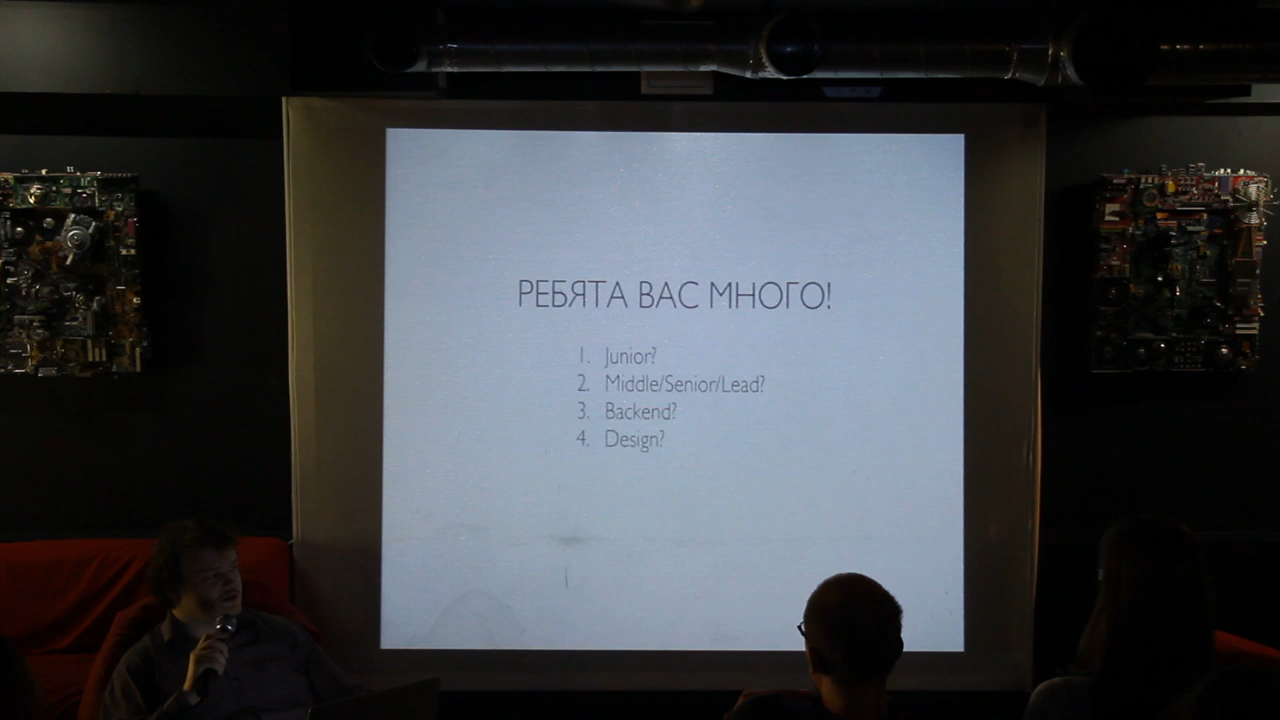 РЕБЯТА ВАС МНОГО!
1. Junior?
2. Middle/Senior/Lead?
3. Backend?
4. Design?